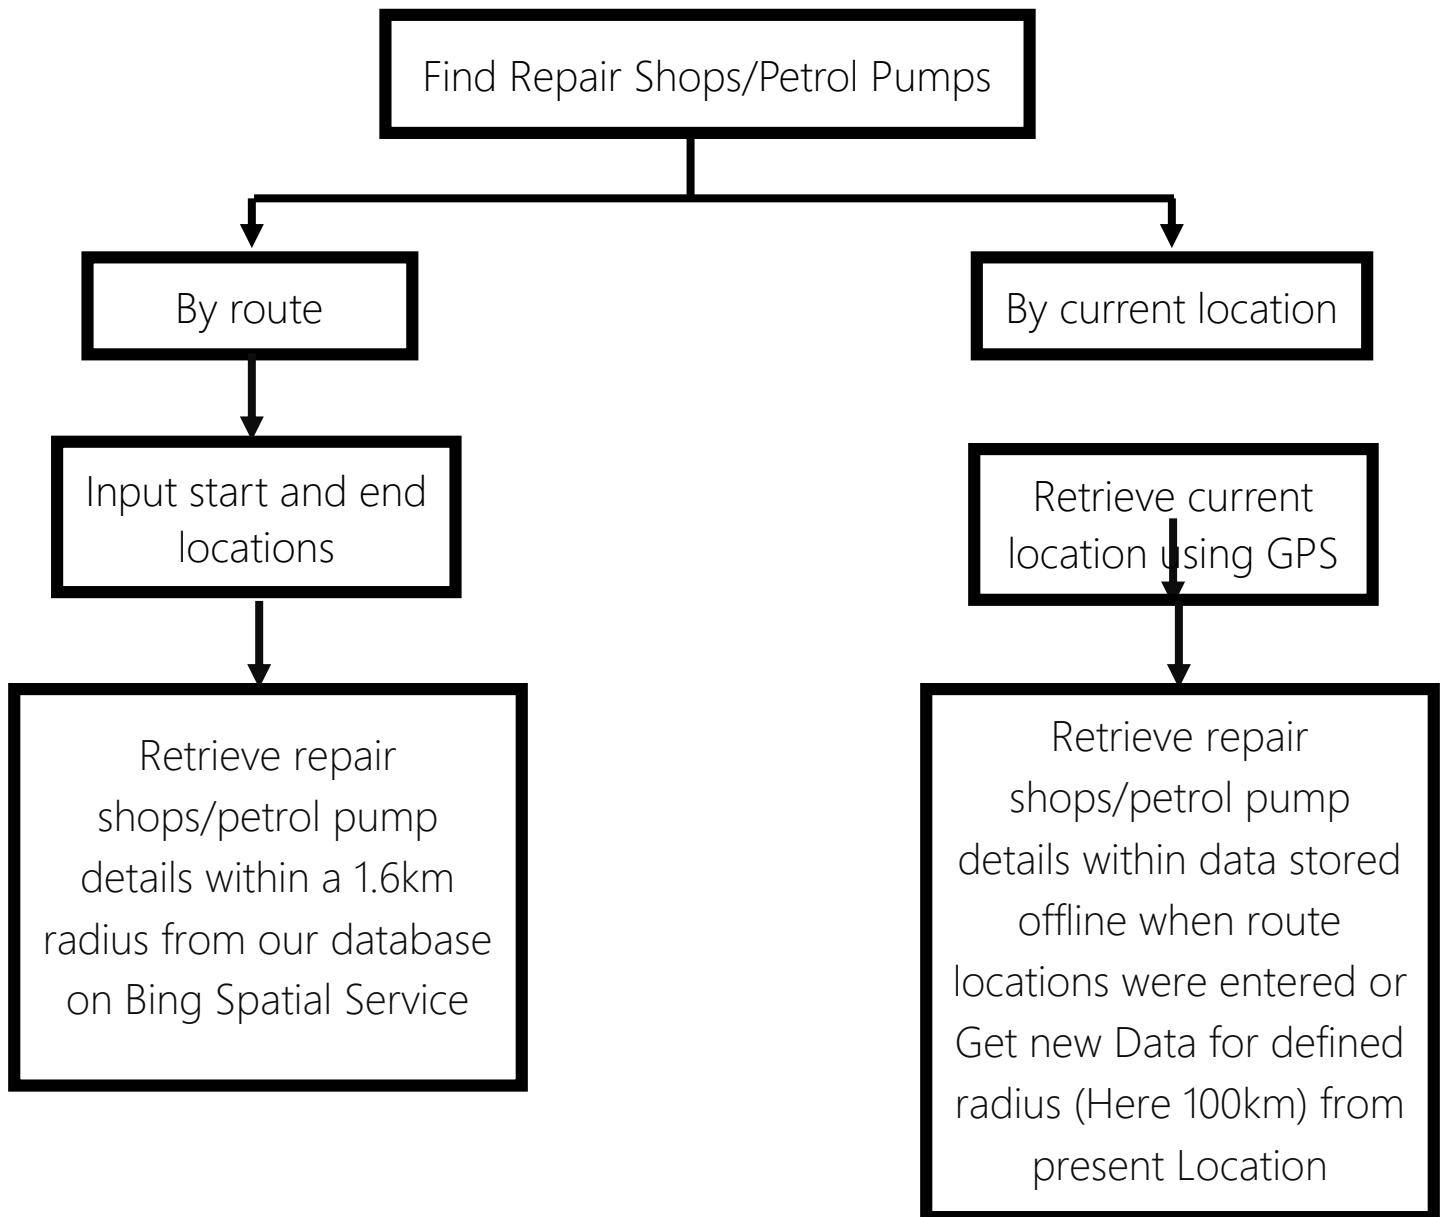 Find Repair Shops/Petrol Pumps
By route
By current location
Input start and end
locations
Retrieve current
location using GPS
Retrieve repair
shops/petrol pump
details within a 1.6km
radius from our database
on Bing Spatial Service
Retrieve repair
shops/petrol pump
details within data stored
offline when route
locations were entered or
Get new Data for defined
radius (Here 100km) from
present Location